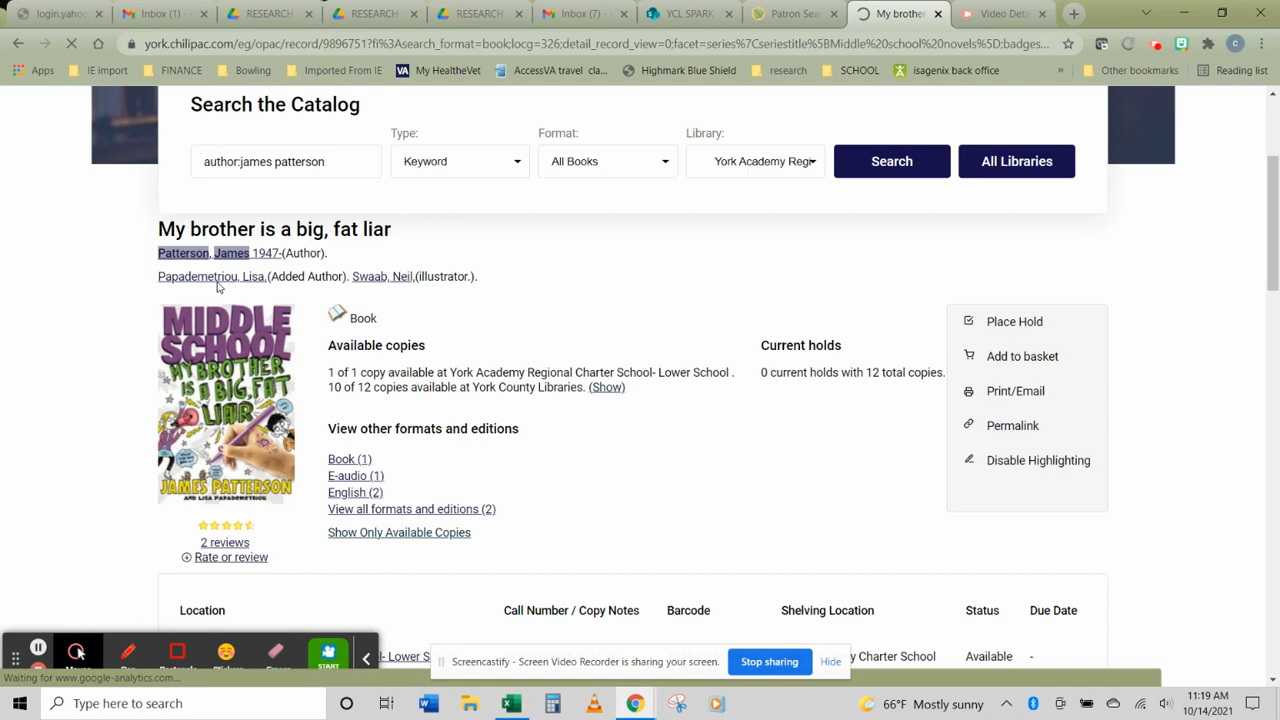 login.yaho
Inbox (1) -
RESEARCH
RESEARCH
RESEARCH
Inbox (7) -
YCL SPARK
Patron Sear
My brother
Video Deta
york.chilipac.com/eg/opac/record/9896751?fi%3Asearch_format=book;locg=326;detail_record_view=0;facet=series%7Cseriestitle%5BMiddle%20school%20novels%5D;badges...
Apps
IE import
FINANCE
Bowling
Imported From IE
My HealtheVet
AccessVA travel cla...
Highmark Blue Shield
research
SCHOOL
isagenix back office
»
Other bookmarks
Reading list
Search the Catalog
Type:
Format:
Library:
author:james patterson
Keyword
All Books
York Academy Regi
Search
All Libraries
My brother is a big, fat liar
Patterson, James 1947-(Author).
Papademetriou, Lisa.(Added Author). Swaab, Neil,(illustrator.).
MIDDLE
SCHOOL
MY BROTHER
IS A BIG, FAT
LIAR
JAMES PATTERSON
AND LISA PAPADEMETRIOU
2 reviews
Rate or review
Book
Available copies
1 of 1 copy available at York Academy Regional Charter School- Lower School .
10 of 12 copies available at York County Libraries. (Show)
Current holds
0 current holds with 12 total copies.
View other formats and editions
Book (1)
E-audio (1)
English (2)
View all formats and editions (2)
Show Only Available Copies
Place Hold
Add to basket
Print/Email
Permalink
Disable Highlighting
Location
Call Number / Copy Notes
Barcode
Shelving Location
Status
Due Date
- Lower S
y Charter School
Available
-
START
Screencastify - Screen Video Recorder is sharing your screen.
Stop sharing
Hide
Waiting for www.google-analytics.com...
Type here to search
66°F Mostly sunny
11:19 AM
10/14/2021